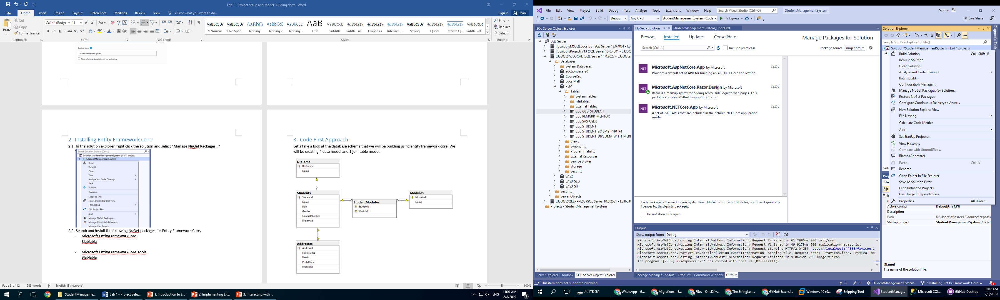 Lab 1 - Project Setup and Model Building.docx - Word
File Home Insert Design Layout References Mailings Review View Tell me what you want to do... Sign in Share
Paste Cut Copy Format Painter Clipboard
Calibri (Body) 11 Font Paragraph
AaBbCcDc AaBbCcDc AaBbC( AaBbCcC AaBbCcD AaB AaBbCcC AaBbCcDc AaBbCcDc AaBbCcDc AaBbCcDc AaBbCcDc AaBbCcDc AaBbCcDc
¶ Normal ¶ No Spac... Heading 1 Heading 2 Heading 3 Title Subtitle Subtle Em... Emphasis Intense E... Strong Quote Intense Q... Subtle Ref...
Styles
Find Replace Select Editing
Solution name
StudentManagementSystem
Place solution and project in the same directory
2. Installing Entity Framework Core
2.1. In the solution explorer, right click the solution and select “Manage NuGet Packages…”
Search Solution Explorer (Ctrl+;)
Solution 'StudentManagementSystem' (1 of 1 project)
StudentManagementSystem
Build
Rebuild
Clean
View
Analyze and Code Cleanup
Pack
Publish...
Overview
Scope to This
New Solution Explorer View
File Nesting
Edit Project File
Add
Manage NuGet Packages...
Manage Client-Side Libraries...
Manage User Secrets
2.2. Search and install the following NuGet packages for Entity Framework Core.
- Microsoft.EntityFrameworkCore
Blablabla
- Microsoft.EntityFrameworkCore.Tools
Blablabla
3. Code First Approach:
Let’s take a look at the database schema that we will be building using entity framework core. We
will be creating 4 data model and 1 join table model.
Diploma
DiplomaId
Name
Students
StudentId
Name
Dob
Gender
ContactNumber
DiplomaId
StudentModules
StudentId
ModuleId
Modules
ModuleId
Name
Addresses
AddressId
StreetName
Details
PostalCode
StudentId
Page 3 of 12 1283 words English (Singapore) 100%
StudentManageme... Lab 1 - Project Setu... 1. Introduction to E... 2. Implementing EF... 3. Interacting with ... ENG 11:07 AM 2/8/2019 3
File Edit View Project Build Debug Test Analyze Tools Extensions Window Help Search Visual Studio (Ctrl+Q) StudentManagementSystem Sign in
Debug Any CPU StudentManagementSystem_Code IIS Express Live Share
SQL Server Object Explorer
SQL Server
(localdb)\MSSQLLocalDB (SQL Server 13.0.4001 - L3
(localdb)\ProjectsV13 (SQL Server 13.0.4001 - L3360
L33603\SASLOCAL (SQL Server 14.0.2027 - L33603\a
Databases
System Databases
auctionbase_20
CourseReg
LocalMall
PEM
Tables
System Tables
FileTables
External Tables
dbo.OLD_STUDENT
dbo.PEMGRP_MENTOR
dbo.SAS_USER
dbo.STUDENT
dbo.STUDENT_2018-19_FYPJ_P4
dbo.STUDENT_DIPLOMA_WITH_MERI
Views
Synonyms
Programmability
External Resources
Service Broker
Storage
Security
SAS2
SAS3_SEG
SAS3_SIT
Security
Server Objects
L33603\SQLEXPRESS (SQL Server 10.0.2531 - L33603\
Projects - StudentManagementSystem
Server Explorer Toolbox SQL Server Object Explorer
NuGet - Solution StudentManagementSystem_CodeFirst
Browse Installed Updates Consolidate Manage Packages for Solution
Search (Ctrl+L) Include prerelease Package source: nuget.org
Microsoft.AspNetCore.App by Microsoft v2.2.6
Provides a default set of APIs for building an ASP.NET Core application.
Microsoft.AspNetCore.Razor.Design by Microsoft v2.2.0
Razor is a markup syntax for adding server-side logic to web pages. This
package contains MSBuild support for Razor.
Microsoft.NETCore.App by Microsoft v2.2.6
A set of .NET API's that are included in the default .NET Core application
model.
Each package is licensed to you by its owner. NuGet is not responsible for, nor does it grant any
licenses to, third-party packages.
Do not show this again
Output
Show output from: Debug
Microsoft.AspNetCore.Hosting.Internal.WebHost:Information: Request finished in 61.2906ms 200 text/css
Microsoft.AspNetCore.Hosting.Internal.WebHost:Information: Request finished in 49.9179ms 200 application/javascript
Microsoft.AspNetCore.Hosting.Internal.WebHost:Information: Request starting HTTP/2.0 GET https://localhost:44353/favicon.i
Microsoft.AspNetCore.StaticFiles.StaticFileMiddleware:Information: Sending file. Request path: '/favicon.ico'. Physical pa
Microsoft.AspNetCore.Hosting.Internal.WebHost:Information: Request finished in 9.8426ms 200 image/x-icon
The program '[2356] iisexpress.exe' has exited with code -1 (0xffffffff).
Package Manager Console Error List Command Window Output
Solution Explorer
Search Solution Explorer (Ctrl+;)
Solution 'StudentManagementSystem' (1 of 1 project)
Build Solution Ctrl+Shift+B
Rebuild Solution
Clean Solution
Analyze and Code Cleanup
Batch Build...
Configuration Manager...
Manage NuGet Packages for Solution...
Restore NuGet Packages
Configure Continuous Delivery to Azure...
New Solution Explorer View
File Nesting
Calculate Code Metrics
Add
Set StartUp Projects...
View History...
Compare with Unmodified...
Blame (Annotate)
Paste Ctrl+V
Rename
Open Folder in File Explorer
Save As Solution Filter
Hide Unloaded Projects
Load Project Dependencies
Properties Alt+Enter
Active config Debug|Any CPU
Description
Path D:\Users\afiqster12\source\repos\l
Startup project StudentManagementSystem_CodeF
(Name)
The name of the solution file.
Diagnostic Tools
This item does not support previewing 2 0 StudentManagementSystem 2.Installing-Entity-Framework-Core
Jit 1TB (E:) WhatsApp - G... Migrations - E... Files - OneDriv... The StringLen... GitHub Extensi... Windows 10 x6... Snipping Tool StudentManag... Microsoft SQL... GitHub Desktop 11:07 AM 2/8/2019